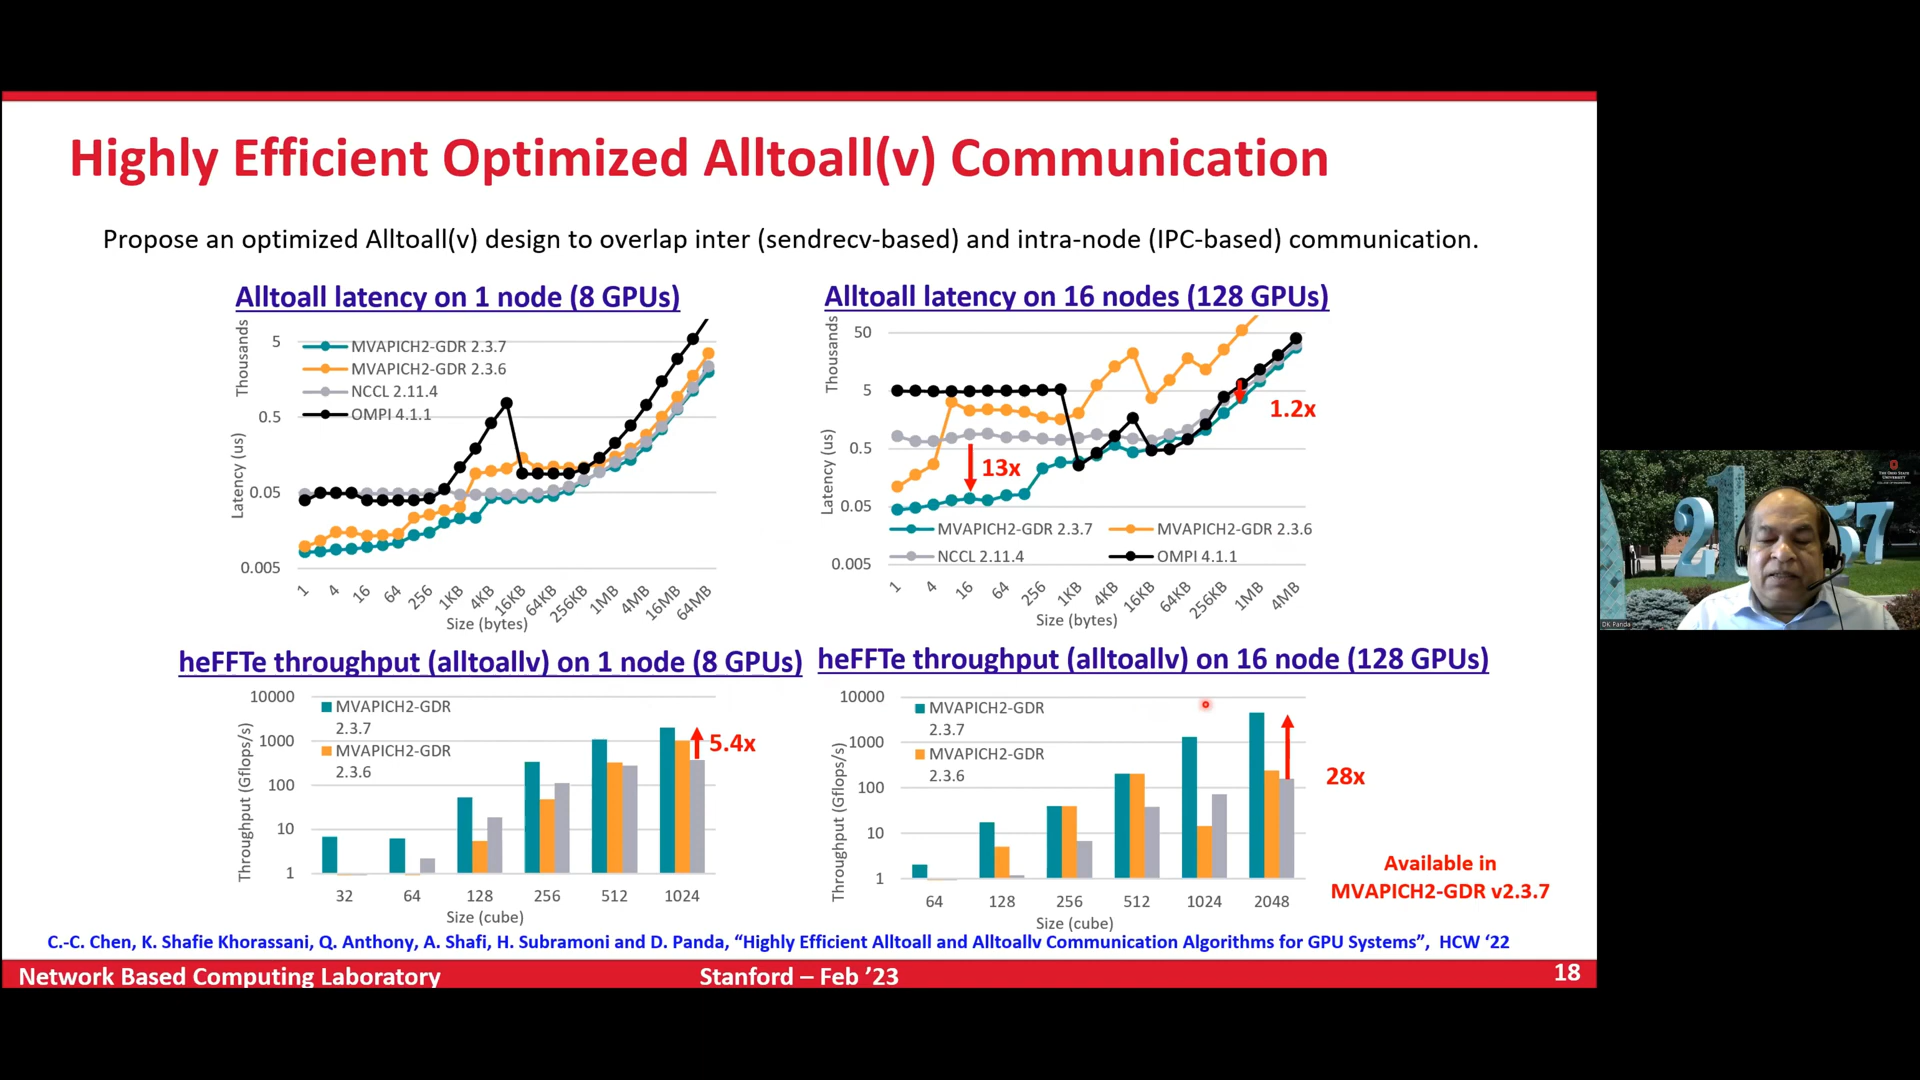 Highly Efficient Optimized Alltoall(v) Communication
Propose an optimized Alltoall(v) design to overlap inter (sendrecv-based) and intra-node (IPC-based) communication.
Alltoall latency on 1 node (8 GPUs)
Thousands
Latency (us)
5
0.5
0.05
0.005
MVAPICH2-GDR 2.3.7
MVAPICH2-GDR 2.3.6
NCCL 2.11.4
OMPI 4.1.1
1 4 16 64 256 1KB 4KB 16KB 64KB 256KB 1MB 4MB 16MB 64MB
Size (bytes)
Alltoall latency on 16 nodes (128 GPUs)
Thousands
Latency (us)
50
5
0.5
0.05
0.005
1.2x
13x
MVAPICH2-GDR 2.3.7 MVAPICH2-GDR 2.3.6
NCCL 2.11.4 OMPI 4.1.1
1 4 16 64 256 1KB 4KB 16KB 64KB 256KB 1MB 4MB
Size (bytes)
heFFTe throughput (alltoallv) on 1 node (8 GPUs)
Throughput (Gflops/s)
10000
1000
100
10
1
MVAPICH2-GDR
2.3.7
MVAPICH2-GDR
2.3.6
5.4x
32 64 128 256 512 1024
Size (cube)
heFFTe throughput (alltoallv) on 16 node (128 GPUs)
Throughput (Gflops/s)
10000
1000
100
10
1
MVAPICH2-GDR
2.3.7
MVAPICH2-GDR
2.3.6
28x
64 128 256 512 1024 2048
Size (cube)
Available in
MVAPICH2-GDR v2.3.7
C.-C. Chen, K. Shafie Khorassani, Q. Anthony, A. Shafi, H. Subramoni and D. Panda, “Highly Efficient Alltoall and Alltoallv Communication Algorithms for GPU Systems”, HCW ‘22
Network Based Computing Laboratory
Stanford – Feb ’23
18
The Ohio State
University
DK Panda